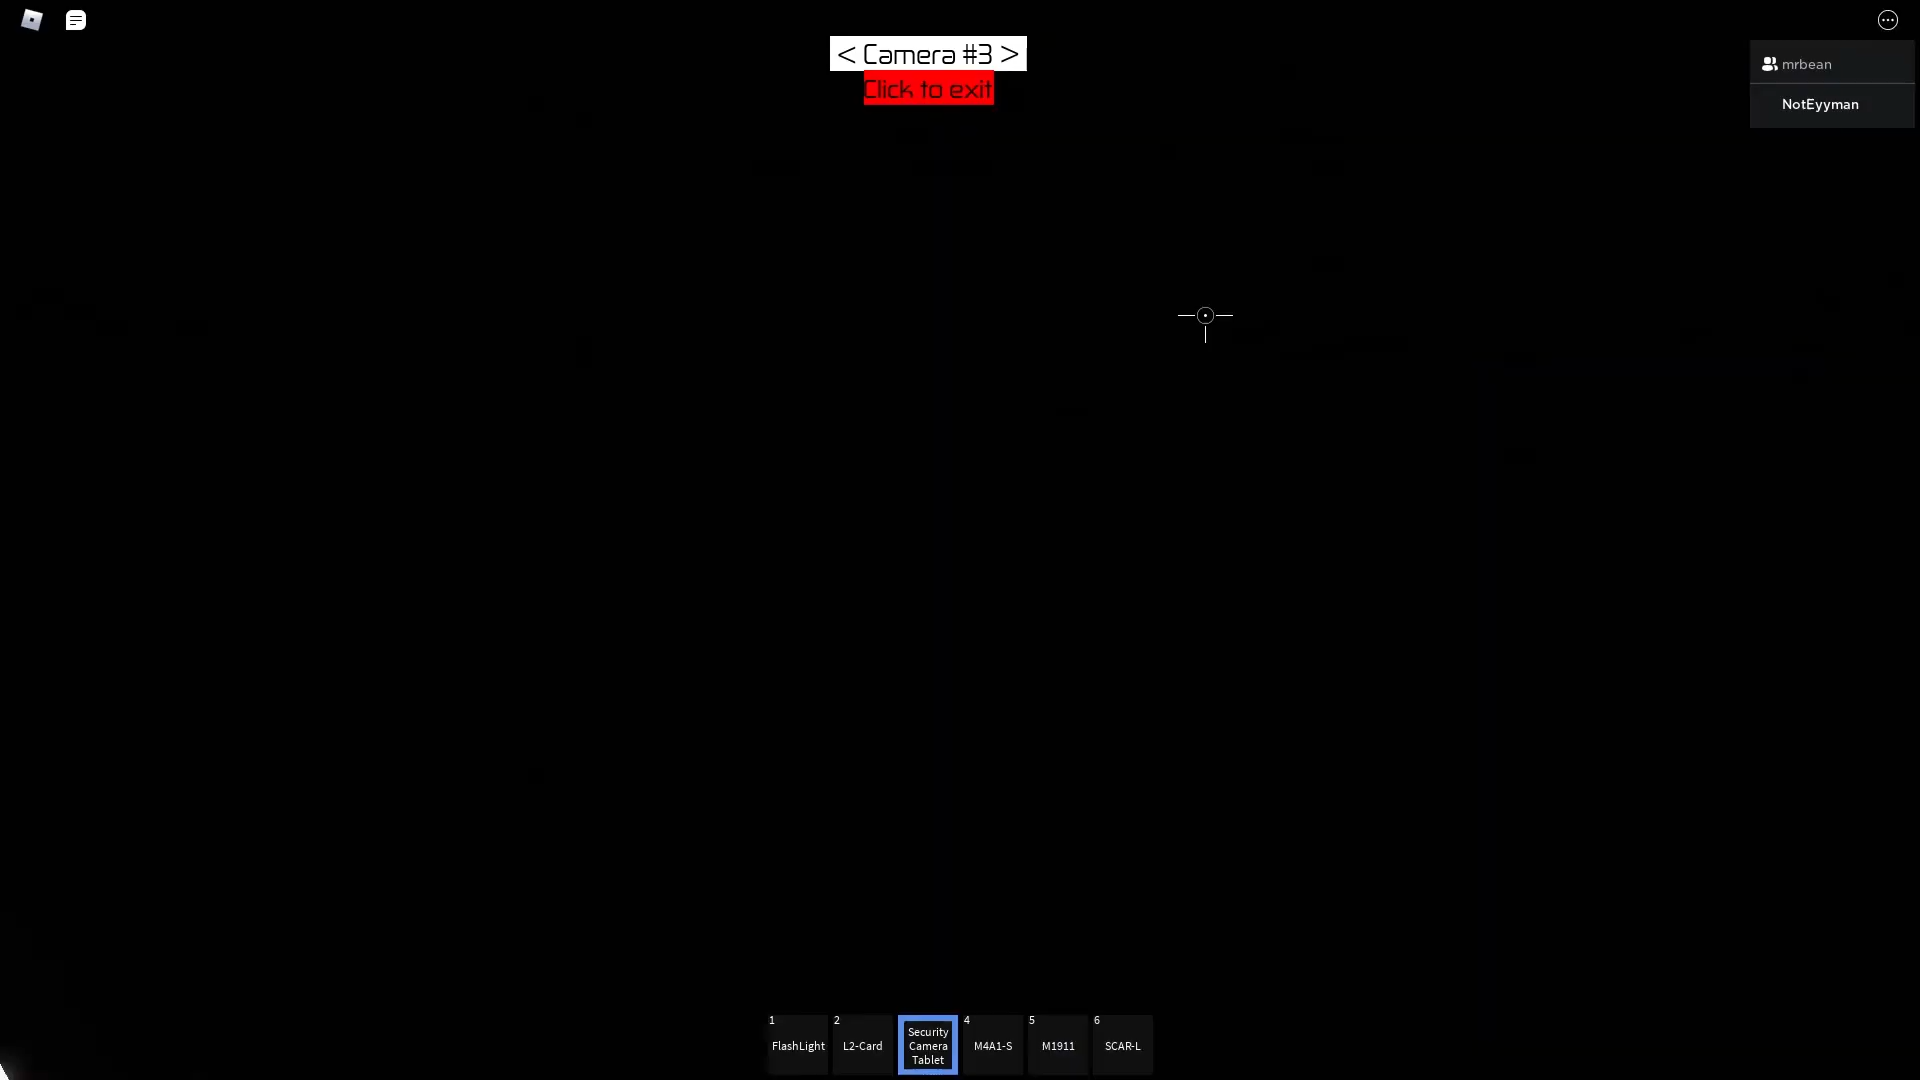 < Camera #3 >
Click to exit
mrbean
NotEyyman
1
FlashLight
2
L2-Card
Security
Camera
Tablet
4
M4A1-S
5
M1911
6
SCAR-L